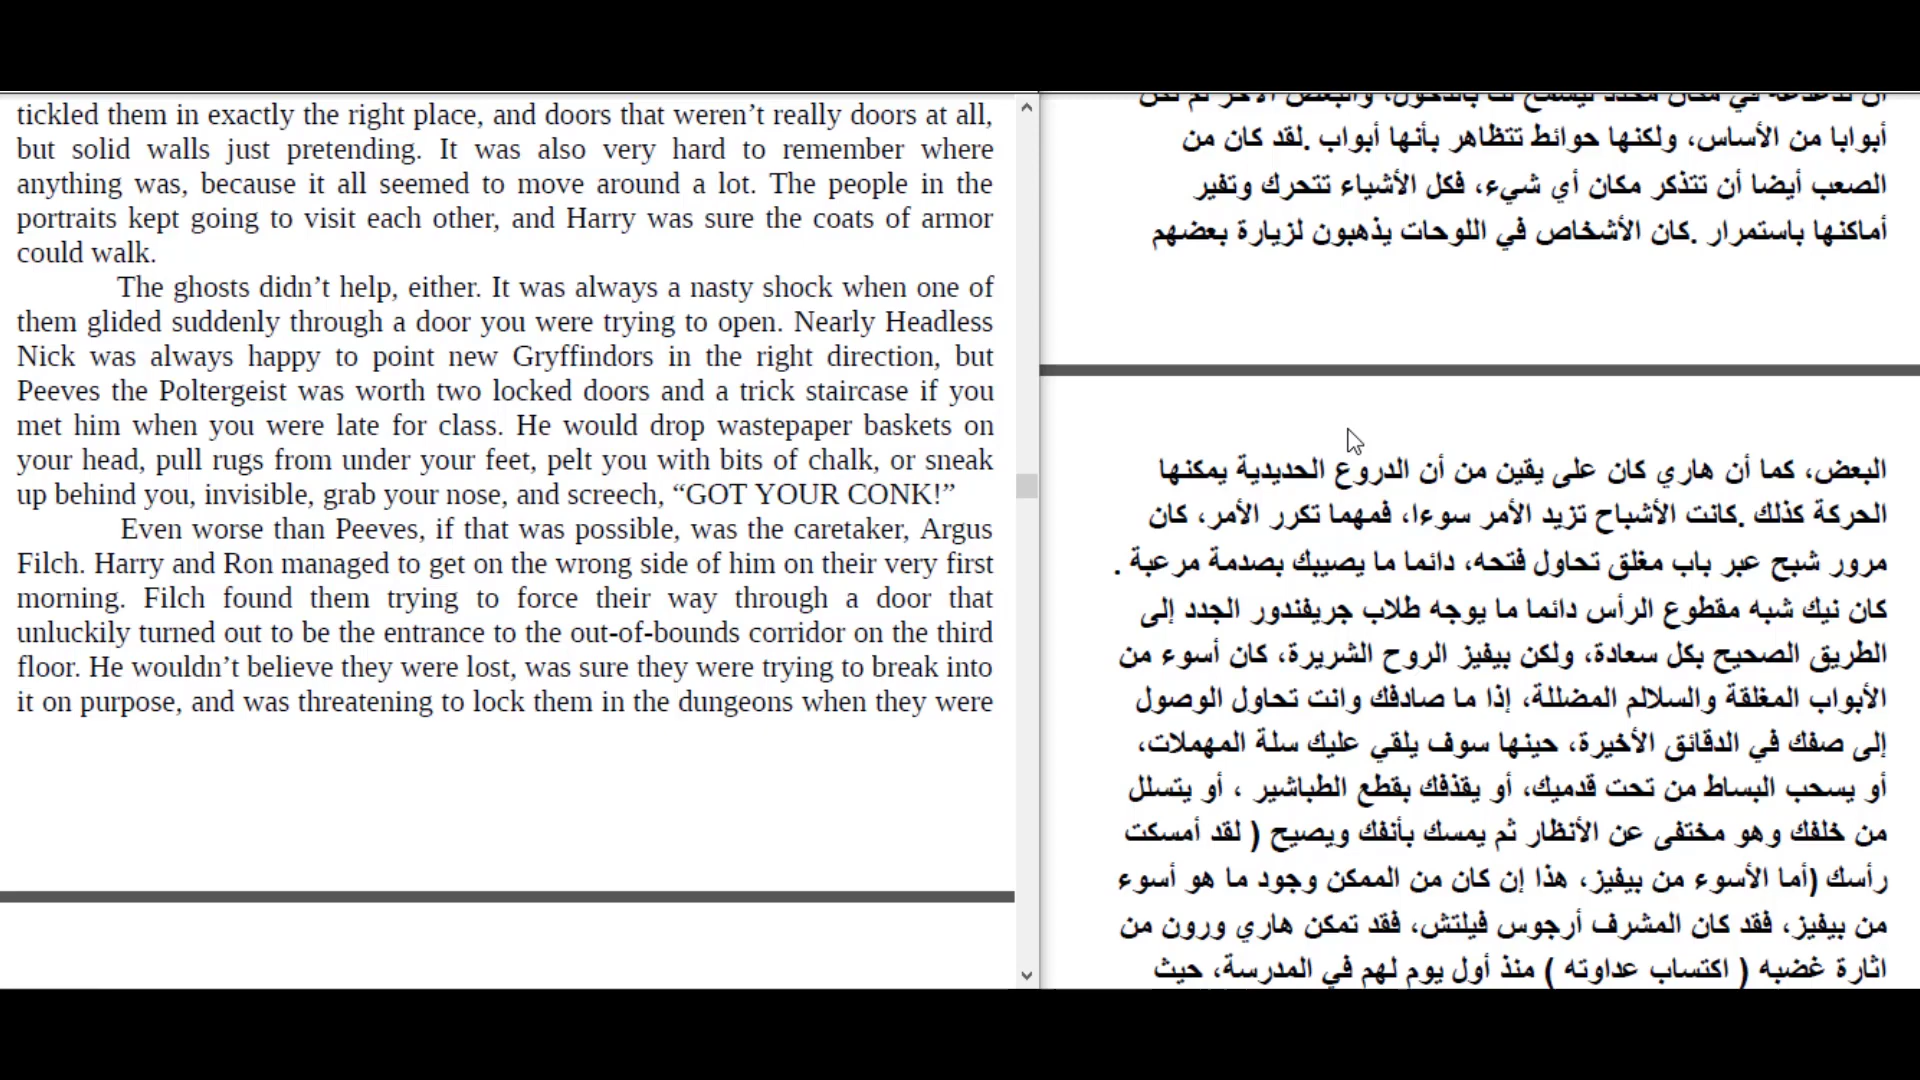 tickled them in exactly the right place, and doors that weren’t really doors at all,
but solid walls just pretending. It was also very hard to remember where
anything was, because it all seemed to move around a lot. The people in the
portraits kept going to visit each other, and Harry was sure the coats of armor
could walk.
The ghosts didn’t help, either. It was always a nasty shock when one of
them glided suddenly through a door you were trying to open. Nearly Headless
Nick was always happy to point new Gryffindors in the right direction, but
Peeves the Poltergeist was worth two locked doors and a trick staircase if you
met him when you were late for class. He would drop wastepaper baskets on
your head, pull rugs from under your feet, pelt you with bits of chalk, or sneak
up behind you, invisible, grab your nose, and screech, “GOT YOUR CONK!”
Even worse than Peeves, if that was possible, was the caretaker, Argus
Filch. Harry and Ron managed to get on the wrong side of him on their very first
morning. Filch found them trying to force their way through a door that
unluckily turned out to be the entrance to the out-of-bounds corridor on the third
floor. He wouldn’t believe they were lost, was sure they were trying to break into
it on purpose, and was threatening to lock them in the dungeons when they were
أبوابا من الأساس، ولكنها حوائط تتظاهر بأنها أبواب .لقد كان من
الصعب أيضا أن تتذكر مكان أي شيء، فكل الأشياء تتحرك وتفير
أماكنها باستمرار .كان الأشخاص في اللوحات يذهبون لزيارة بعضهم
البعض، كما أن هاري كان على يقين من أن الدروع الحديدية يمكنها
الحركة كذلك .كانت الأشباح تزيد الأمر سوءا، فمهما تكرر الأمر، كان
مرور شبح عبر باب مغلق تحاول فتحه، دائما ما يصيبك بصدمة مرعبة .
كان نيك شبه مقطوع الرأس دائما ما يوجه طلاب جريفندور الجدد إلى
الطريق الصحيح بكل سعادة، ولكن بيفيز الروح الشريرة، كان أسوء من
الأبواب المغلقة والسلالم المضللة، إذا ما صادفك وانت تحاول الوصول
إلى صفك في الدقائق الأخيرة، حينها سوف يلقي عليك سلة المهملات،
أو يسحب البساط من تحت قدميك، أو يقذفك بقطع الطباشير ، أو يتسلل
من خلفك وهو مختفى عن الأنظار ثم يمسك بأنفك ويصيح ( لقد أمسكت
رأسك (أما الأسوء من بيفيز، هذا إن كان من الممكن وجود ما هو أسوء
من بيفيز، فقد كان المشرف أرجوس فيلتش، فقد تمكن هاري ورون من
اثارة غضبه ( اكتساب عداوته ) منذ أول يوم لهم في المدرسة، حيث